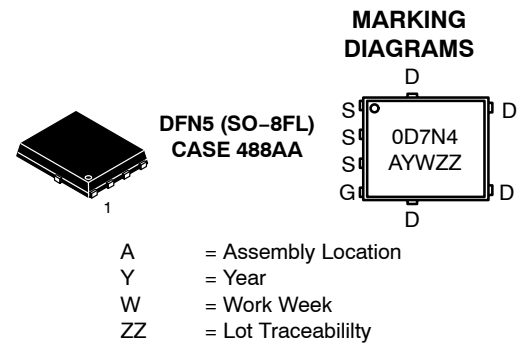 MARKING
DIAGRAMS
D
DFN5 (SO−8FL)
CASE 488AA
1
S
D
S
0D7N4
S
AYWZZ
G
D
D
A = Assembly Location
Y = Year
W = Work Week
ZZ = Lot Traceabililty